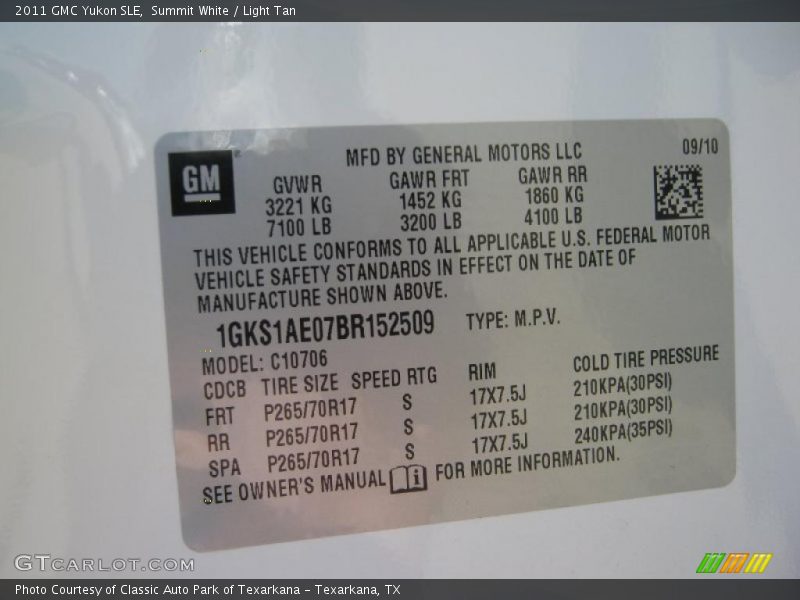 2011 GMC Yukon SLE, Summit White / Light Tan
MFD BY GENERAL MOTORS LLC 09/10
GM
GVWR GAWR FRT GAWR RR
3221 KG 1452 KG 1860 KG
7100 LB 3200 LB 4100 LB
THIS VEHICLE CONFORMS TO ALL APPLICABLE U.S. FEDERAL MOTOR
VEHICLE SAFETY STANDARDS IN EFFECT ON THE DATE OF
MANUFACTURE SHOWN ABOVE.
1GKS1AE07BR152509 TYPE: M.P.V.
MODEL: C10706
CDCB TIRE SIZE SPEED RTG RIM COLD TIRE PRESSURE
FRT P265/70R17 S 17X7.5J 210KPA(30PSI)
RR P265/70R17 S 17X7.5J 210KPA(30PSI)
SPA P265/70R17 S 17X7.5J 240KPA(35PSI)
SEE OWNER'S MANUAL i FOR MORE INFORMATION.
GTCARLOT.COM
Photo Courtesy of Classic Auto Park of Texarkana - Texarkana, TX